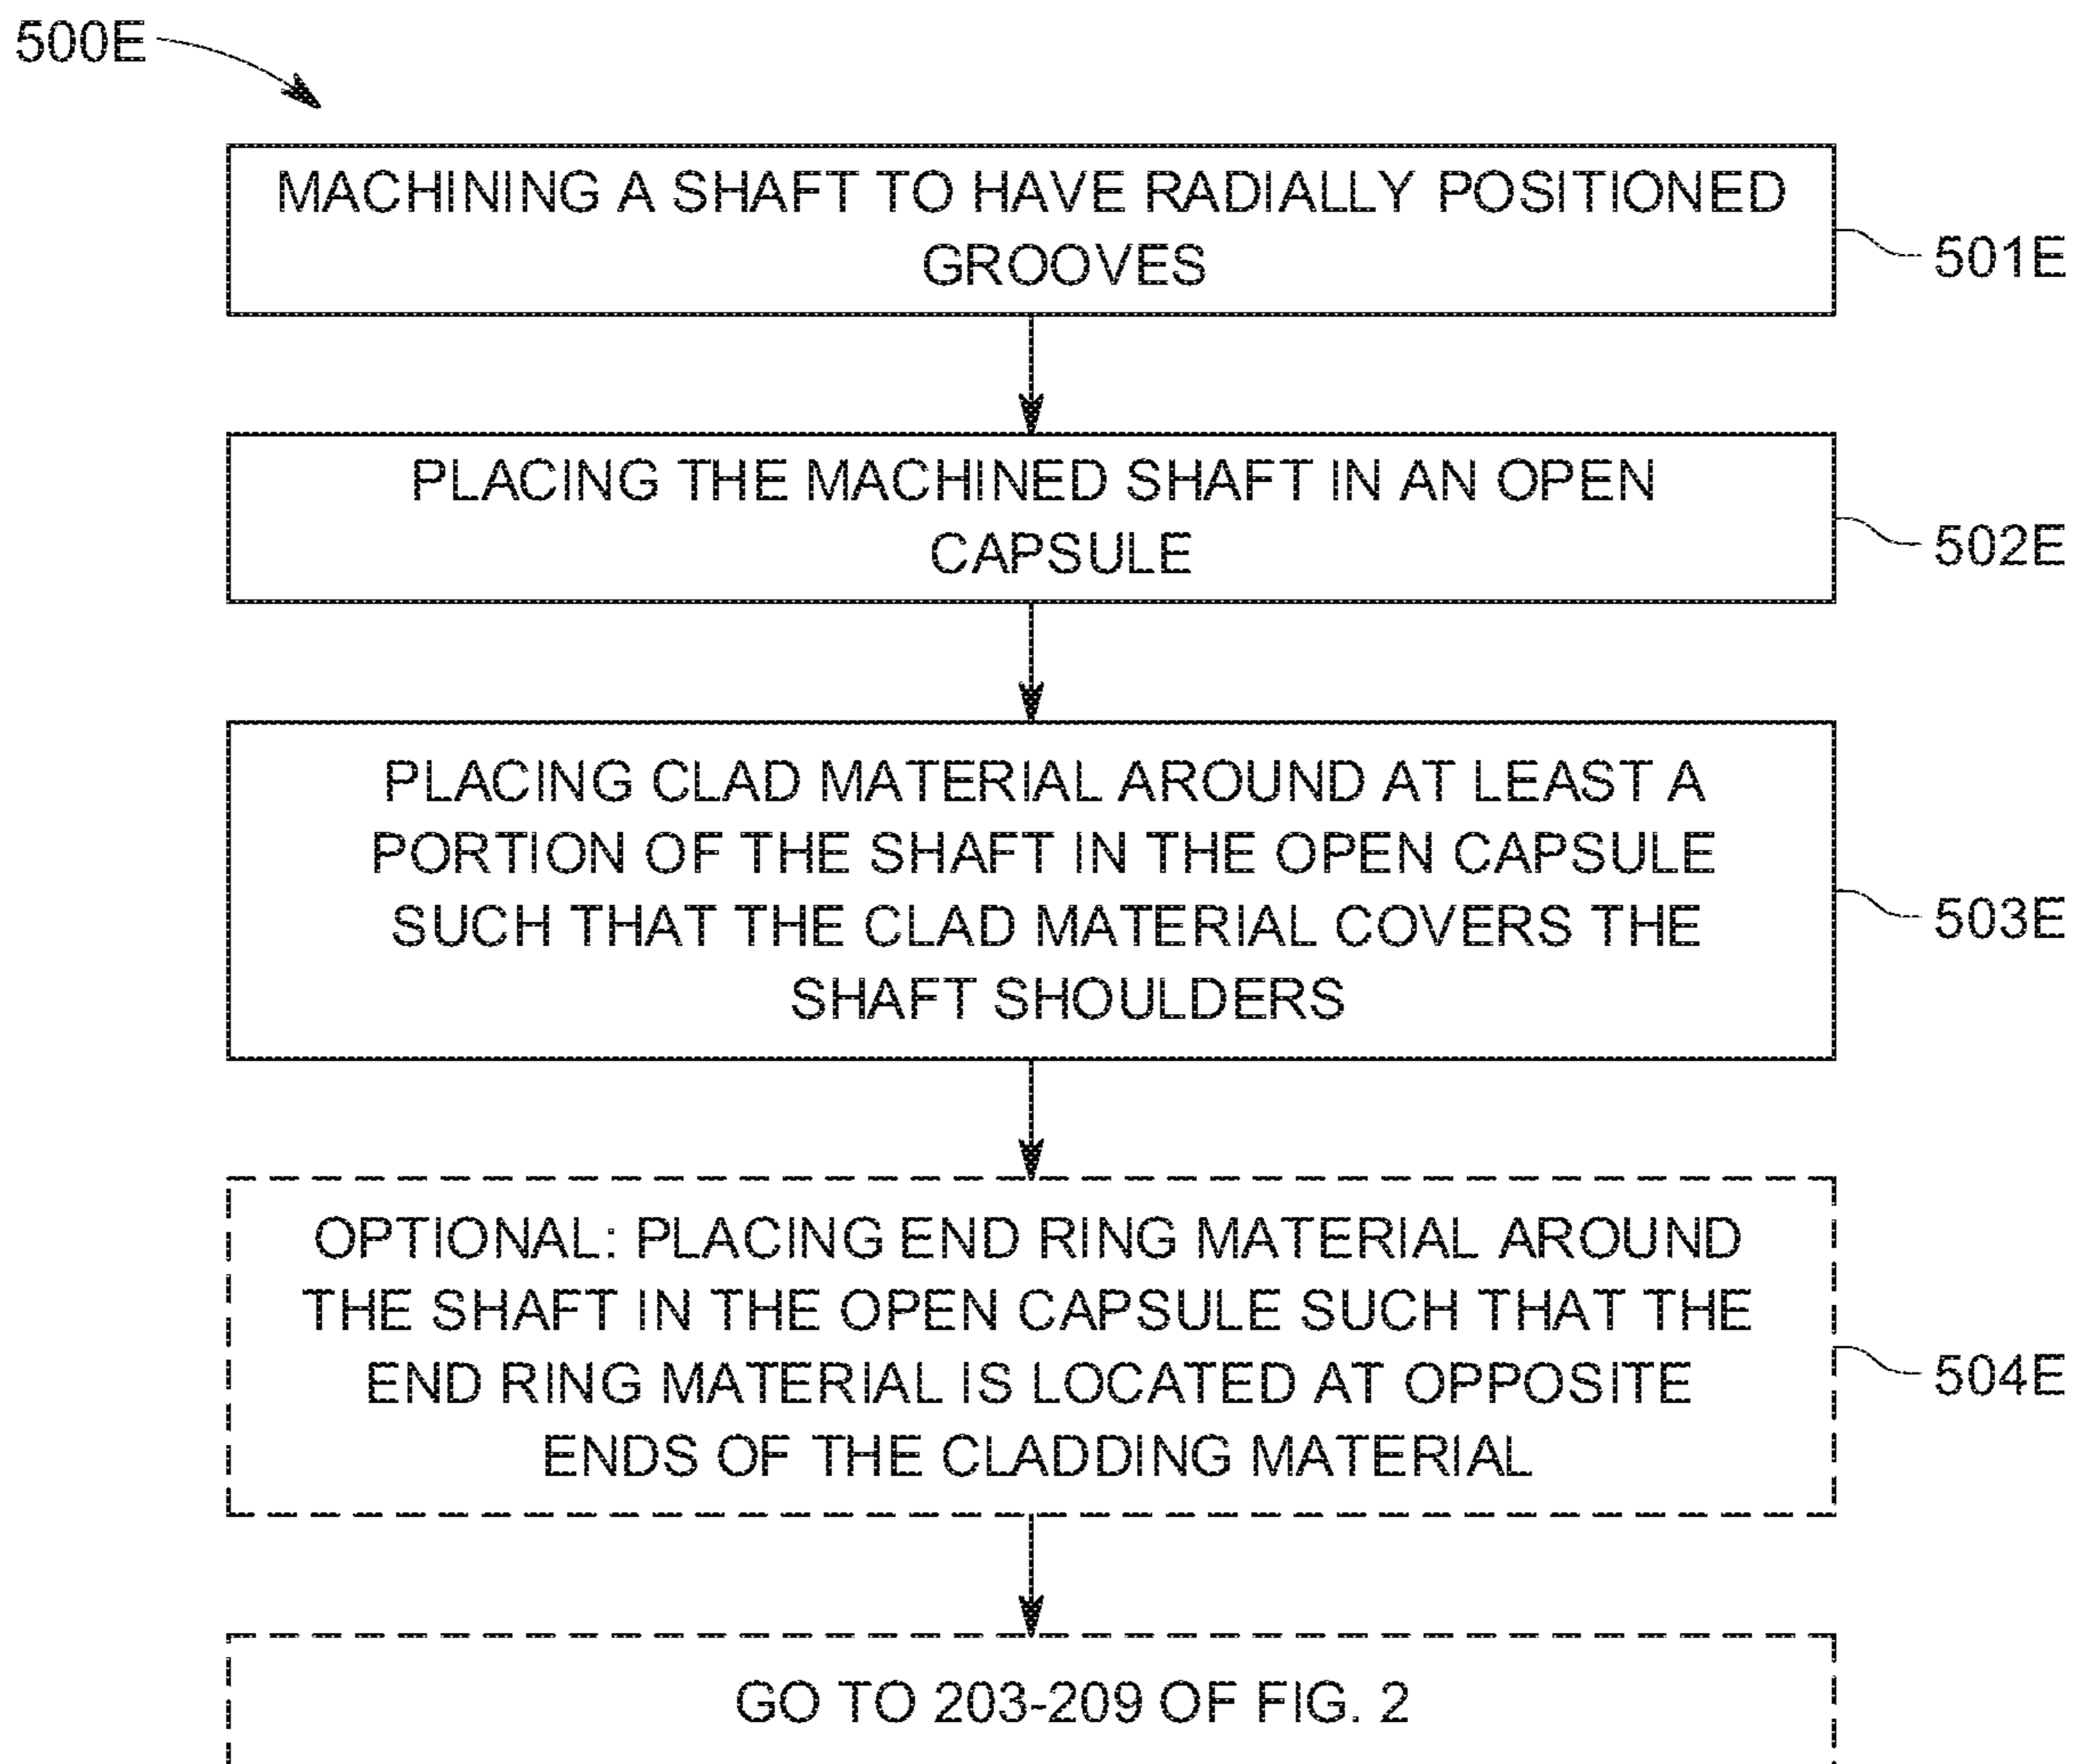 500E
MACHINING A SHAFT TO HAVE RADIALLY POSITIONED
GROOVES
501E
PLACING THE MACHINED SHAFT IN AN OPEN
CAPSULE
502E
PLACING CLAD MATERIAL AROUND AT LEAST A
PORTION OF THE SHAFT IN THE OPEN CAPSULE
SUCH THAT THE CLAD MATERIAL COVERS THE
SHAFT SHOULDERS
503E
OPTIONAL: PLACING END RING MATERIAL AROUND
THE SHAFT IN THE OPEN CAPSULE SUCH THAT THE
END RING MATERIAL IS LOCATED AT OPPOSITE
ENDS OF THE CLADDING MATERIAL
504E
GO TO 203-209 OF FIG. 2